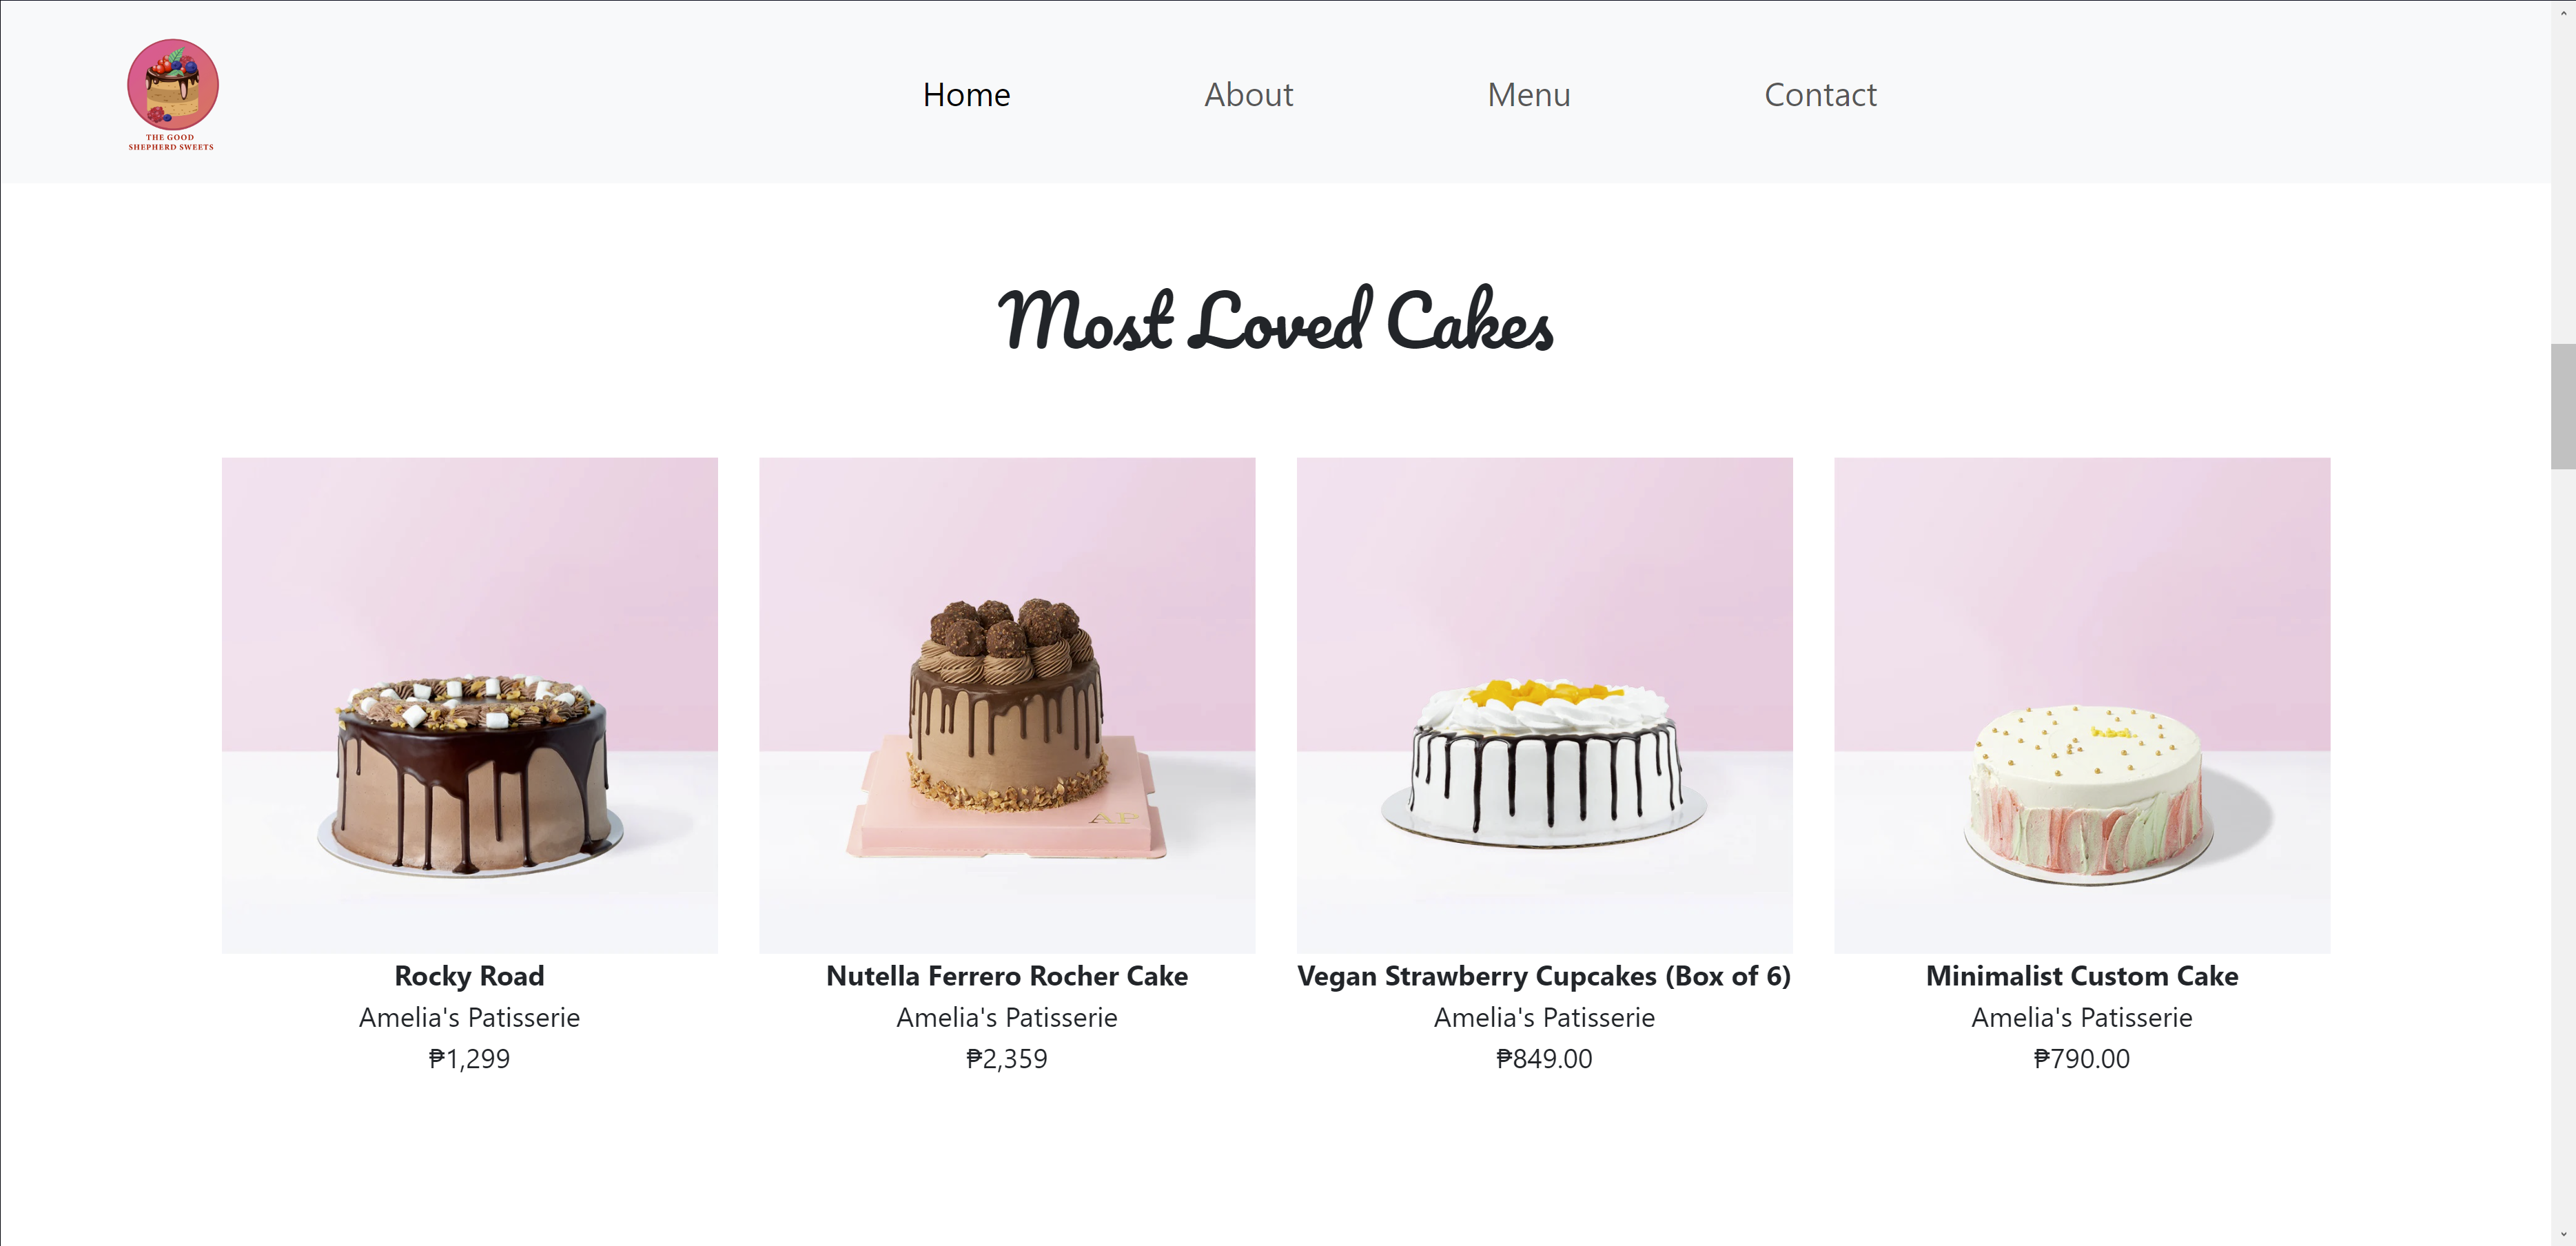 THE GOOD
SHEPHERD SWEETS
Home About Menu Contact
Most Loved Cakes
AP
Rocky Road
Amelia's Patisserie
₱1,299
Nutella Ferrero Rocher Cake
Amelia's Patisserie
₱2,359
Vegan Strawberry Cupcakes (Box of 6)
Amelia's Patisserie
₱849.00
Minimalist Custom Cake
Amelia's Patisserie
₱790.00